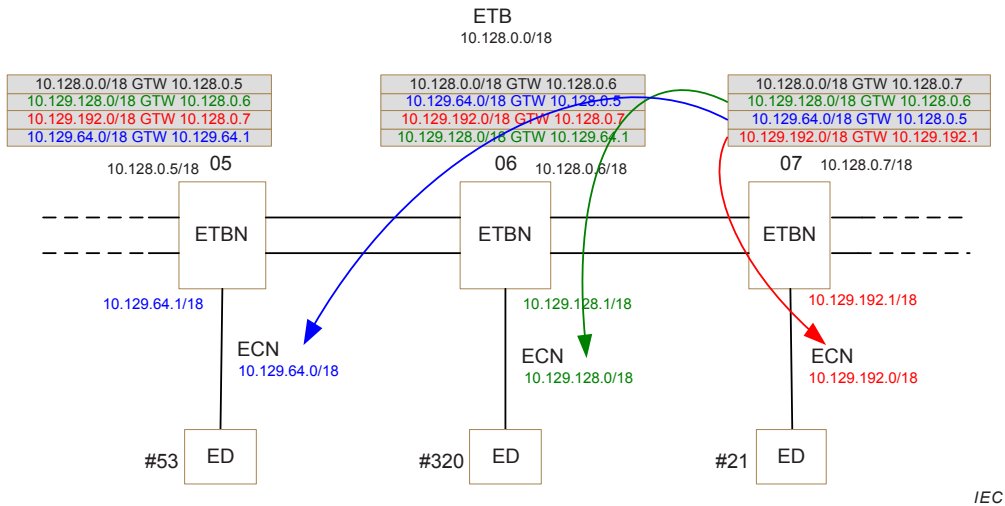 ETB
10.128.0.0/18
10.128.0.0/18 GTW 10.128.0.5
10.129.128.0/18 GTW 10.128.0.6
10.129.192.0/18 GTW 10.128.0.7
10.129.64.0/18 GTW 10.129.64.1
10.128.0.0/18 GTW 10.128.0.6
10.129.64.0/18 GTW 10.128.0.5
10.129.192.0/18 GTW 10.128.0.7
10.129.128.0/18 GTW 10.129.64.1
10.128.0.0/18 GTW 10.128.0.7
10.129.128.0/18 GTW 10.128.0.6
10.129.64.0/18 GTW 10.128.0.5
10.129.192.0/18 GTW 10.129.192.1
10.128.0.5/18 05
06 10.128.0.6/18
07 10.128.0.7/18
ETBN
ETBN
ETBN
10.129.64.1/18
10.129.128.1/18
10.129.192.1/18
ECN
10.129.64.0/18
ECN
10.129.128.0/18
ECN
10.129.192.0/18
#53 ED
#320 ED
#21 ED
IEC